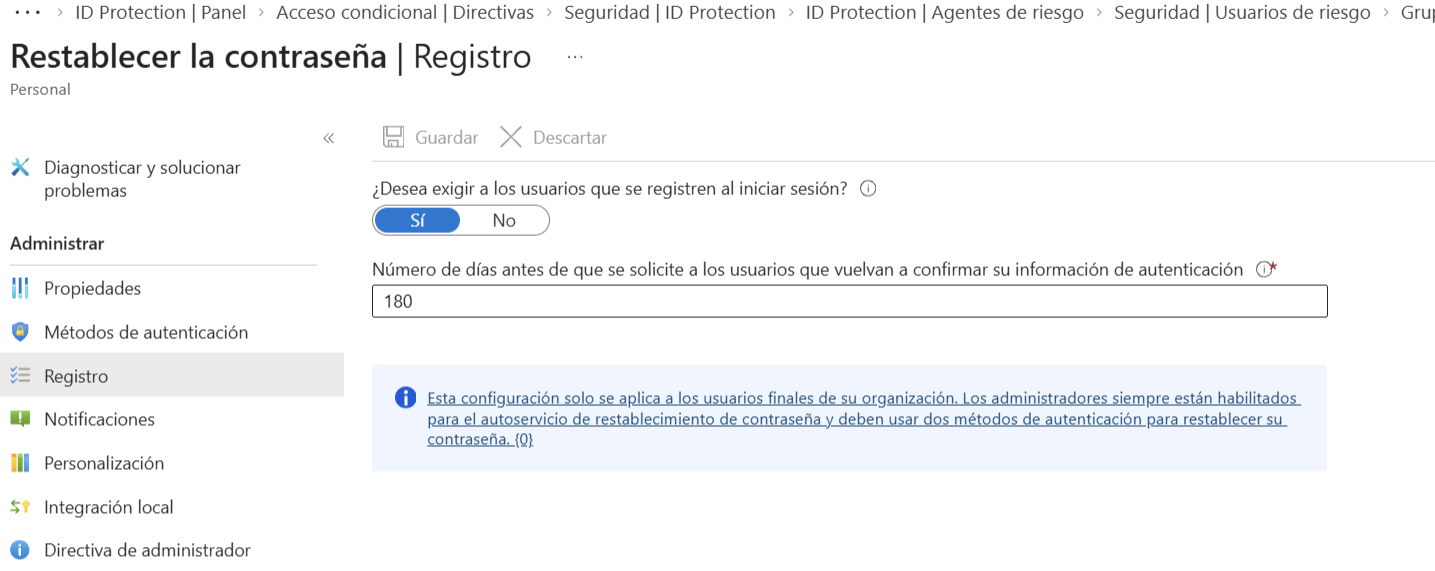 ··· > ID Protection | Panel > Acceso condicional | Directivas > Seguridad | ID Protection > ID Protection | Agentes de riesgo > Seguridad | Usuarios de riesgo >
Restablecer la contraseña | Registro ···
Personal
«
Guardar Descartar
Diagnosticar y solucionar
problemas
Administrar
Propiedades
Métodos de autenticación
Registro
Notificaciones
Personalización
Integración local
Directiva de administrador
¿Desea exigir a los usuarios que se registren al iniciar sesión?
Sí No
Número de días antes de que se solicite a los usuarios que vuelvan a confirmar su información de autenticación *
180
Esta configuración solo se aplica a los usuarios finales de su organización. Los administradores siempre están habilitados
para el autoservicio de restablecimiento de contraseña y deben usar dos métodos de autenticación para restablecer su
contraseña. {0}